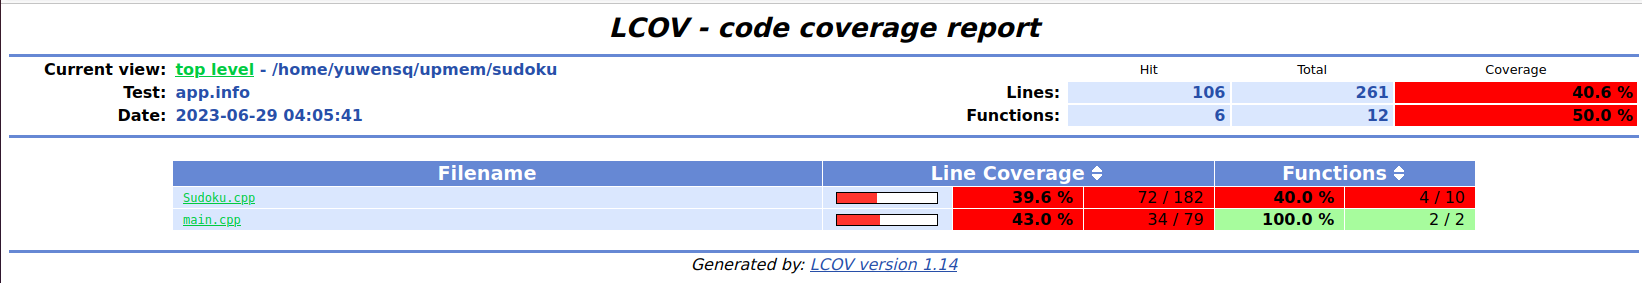 LCOV - code coverage report
Current view: top level - /home/yuwensq/upmem/sudoku Hit Total Coverage
Test: app.info Lines: 106 261 40.6 %
Date: 2023-06-29 04:05:41 Functions: 6 12 50.0 %
Filename Line Coverage Functions
Sudoku.cpp 39.6 % 72 / 182 40.0 % 4 / 10
main.cpp 43.0 % 34 / 79 100.0 % 2 / 2
Generated by: LCOV version 1.14